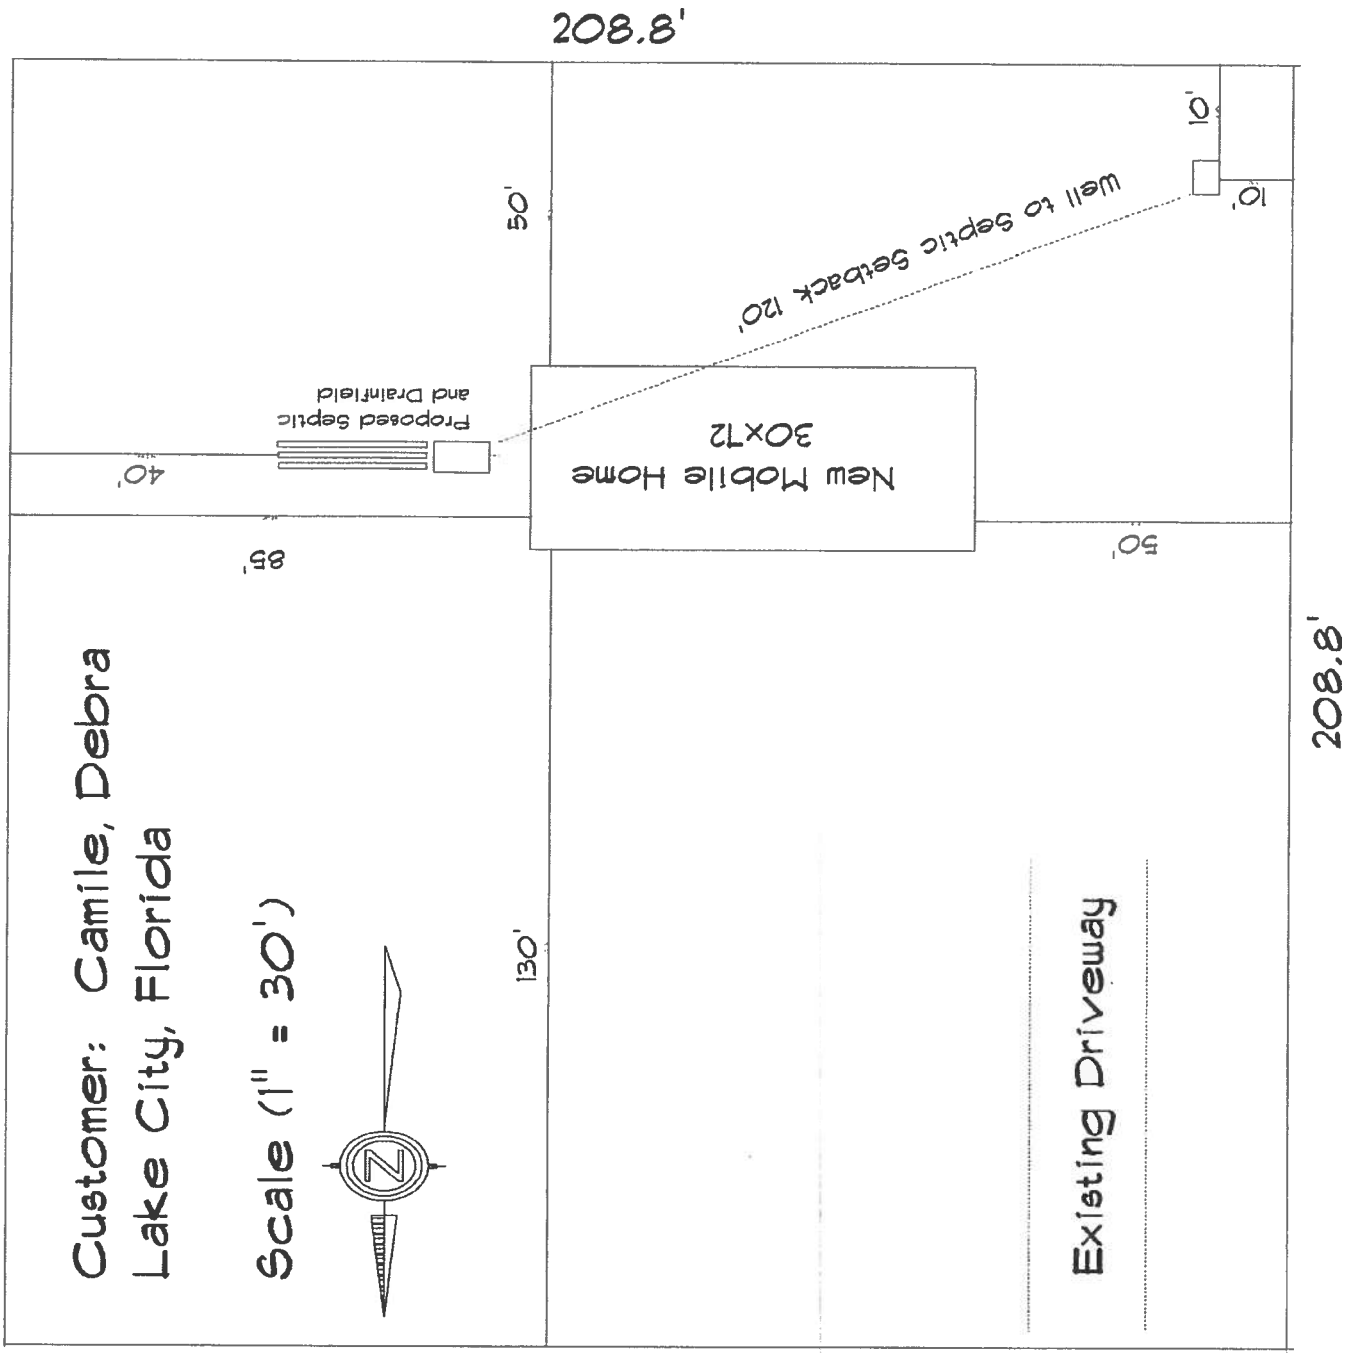 208.8'
10'
10'
50'
Well to Septic Setback 120'
Proposed Septic
and Drainfield
40'
New Mobile Home
30x72
85'
50'
208.8'
Customer: Camile, Debra
Lake City, Florida
Scale (1" = 30')
130'
N
Existing Driveway